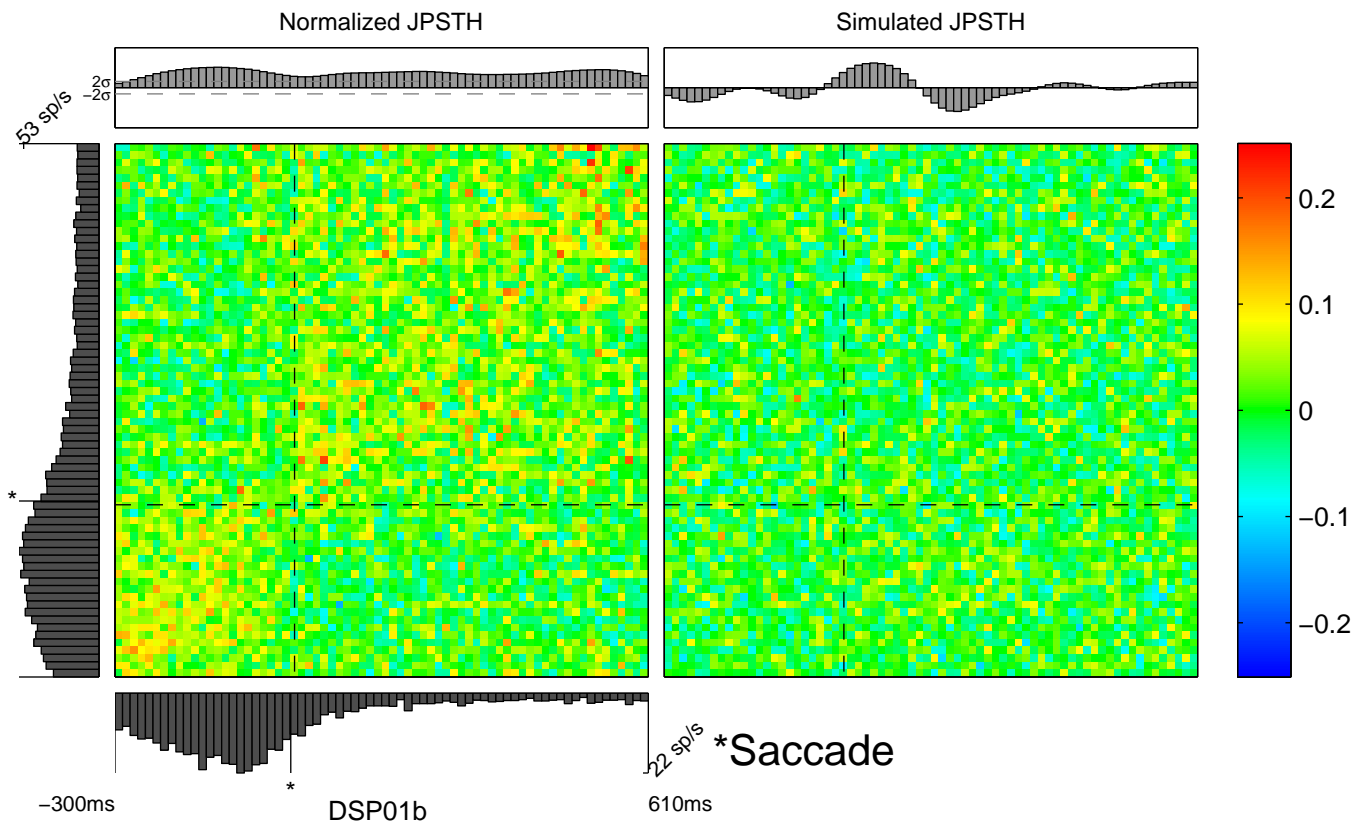 Normalized JPSTH
Simulated JPSTH
2σ
−2σ
53 sp/s
0.2
0.1
0
−0.1
−0.2
*
22 sp/s
*Saccade
*
−300ms
DSP01b
610ms